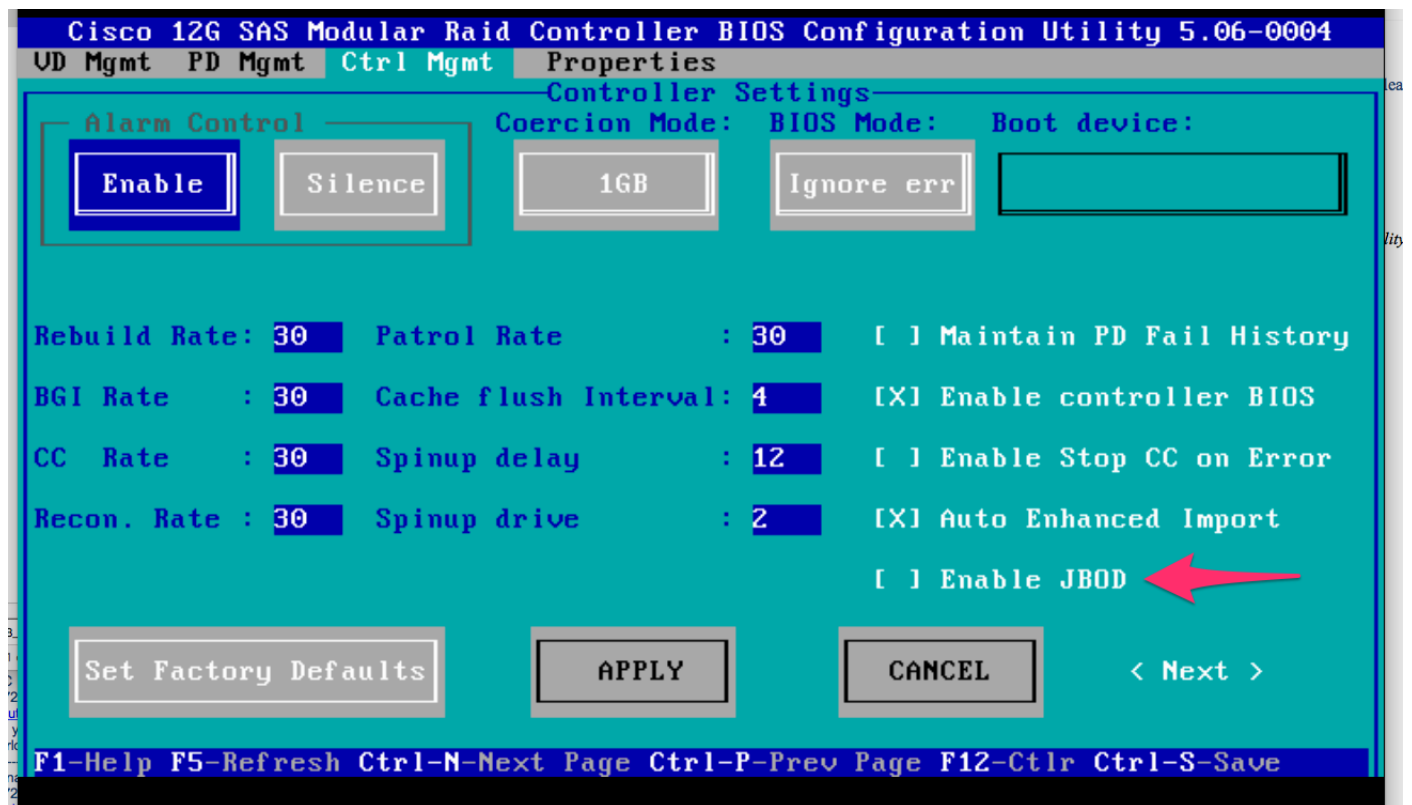 Cisco 12G SAS Modular Raid Controller BIOS Configuration Utility 5.06-0004
VD Mgmt PD Mgmt Ctrl Mgmt Properties
Controller Settings
Alarm Control Coercion Mode: BIOS Mode: Boot device:
Enable Silence 1GB Ignore err
Rebuild Rate: 30 Patrol Rate : 30 [ ] Maintain PD Fail History
BGI Rate : 30 Cache flush Interval: 4 [X] Enable controller BIOS
CC Rate : 30 Spinup delay : 12 [ ] Enable Stop CC on Error
Recon. Rate : 30 Spinup drive : 2 [X] Auto Enhanced Import
[ ] Enable JBOD
Set Factory Defaults APPLY CANCEL < Next >
F1-Help F5-Refresh Ctrl-N-Next Page Ctrl-P-Prev Page F12-Ctlr Ctrl-S-Save